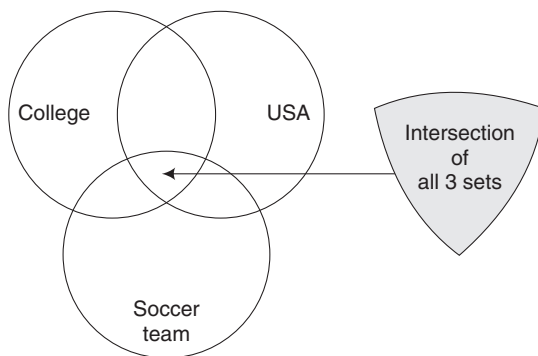 College
USA
Intersection
of
all 3 sets
Soccer
team